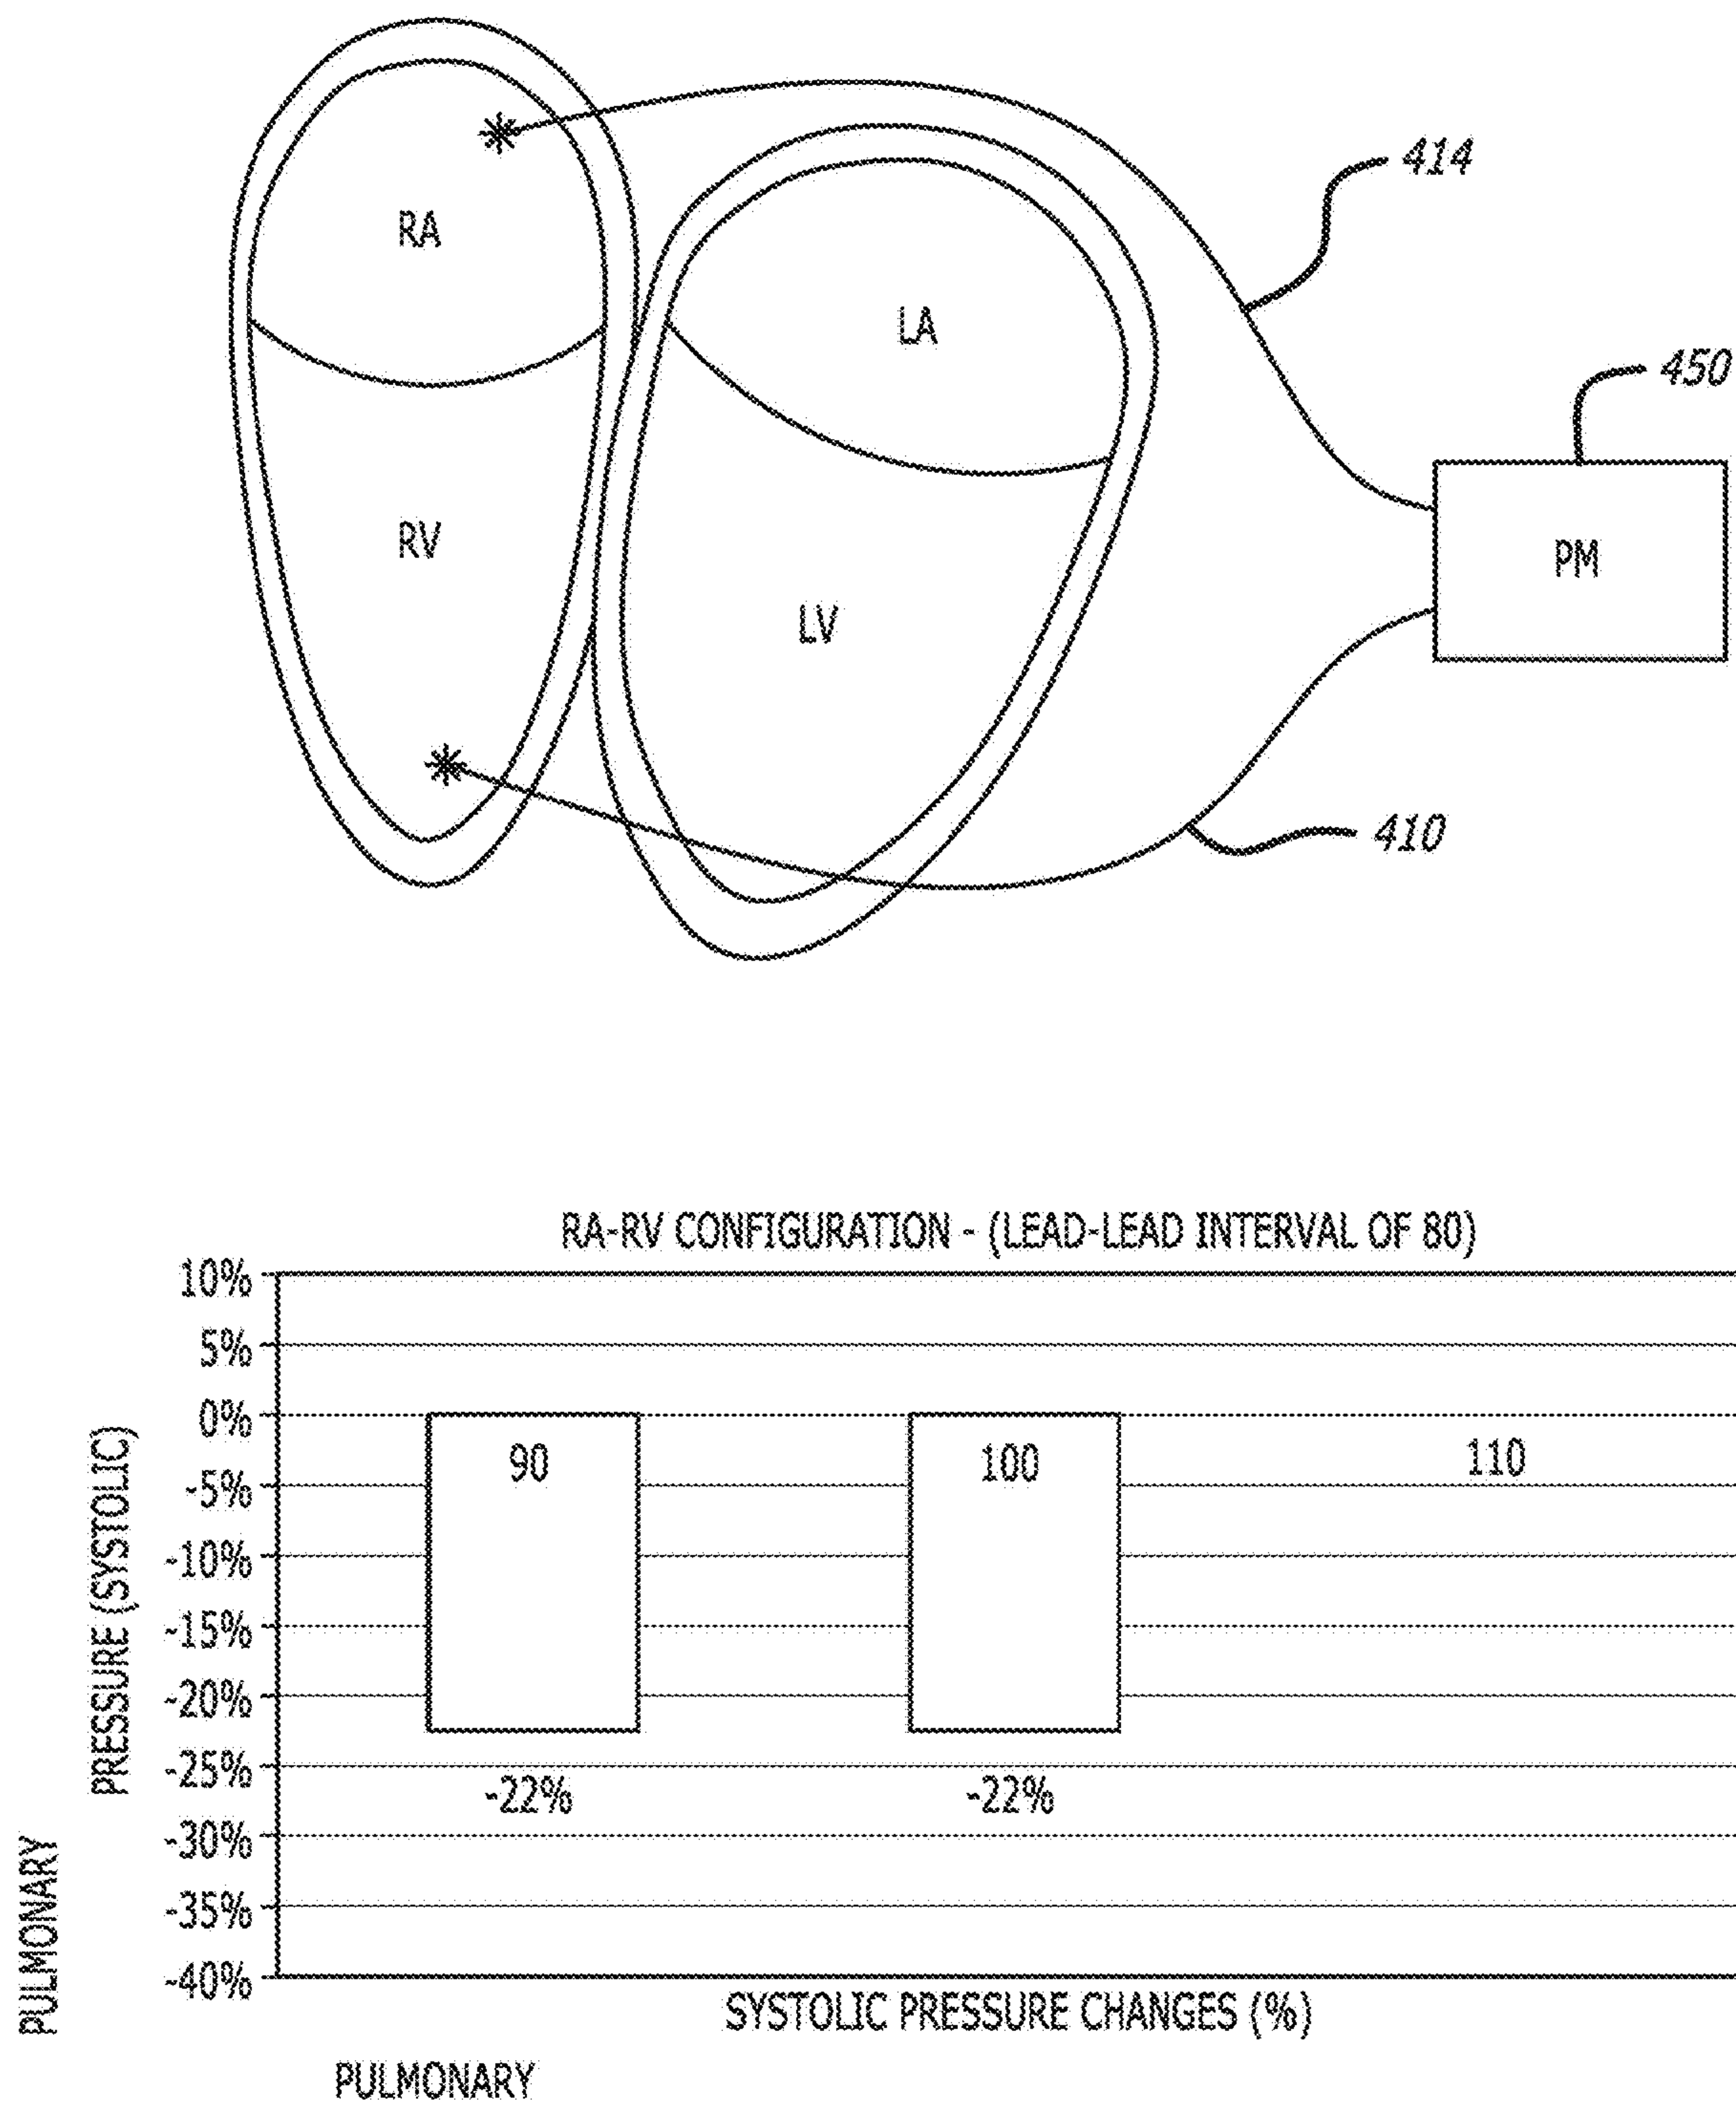 414
RA
LA
450
RV
PM
LV
410
RA-RV CONFIGURATION - (LEAD-LEAD INTERVAL OF 80)
10%
5%
0%
90
100
110
-5%
-10%
-15%
-20%
-25%
-22%
-22%
-30%
-35%
-40%
PRESSURE (SYSTOLIC)
PULMONARY
SYSTOLIC PRESSURE CHANGES (%)
PULMONARY